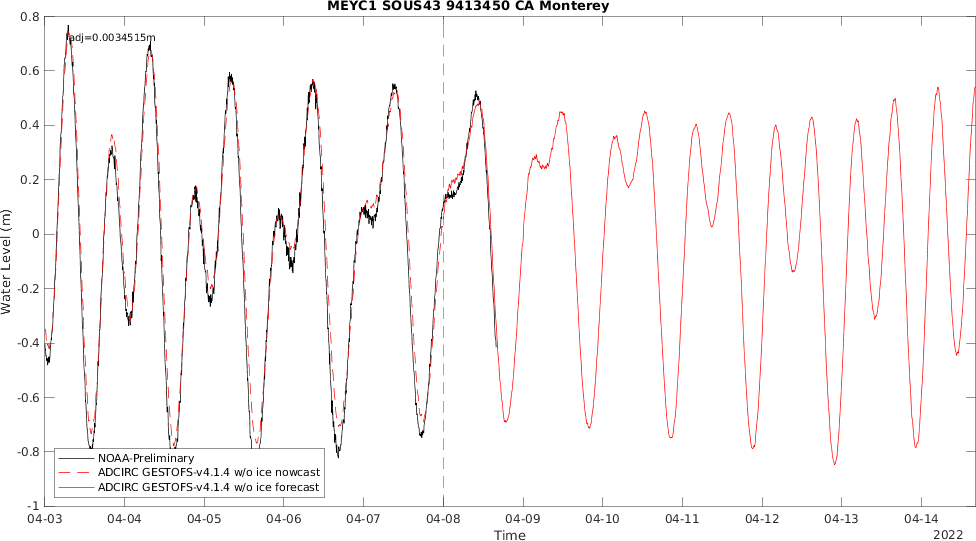 MEYC1 SOUS43 9413450 CA Monterey
adj=0.0034515m
0.8
0.6
0.4
0.2
0
-0.2
-0.4
-0.6
-0.8
-1
Water Level (m)
NOAA-Preliminary
ADCIRC GESTOFS-v4.1.4 w/o ice nowcast
ADCIRC GESTOFS-v4.1.4 w/o ice forecast
04-03 04-04 04-05 04-06 04-07 04-08 04-09 04-10 04-11 04-12 04-13 04-14
Time
2022